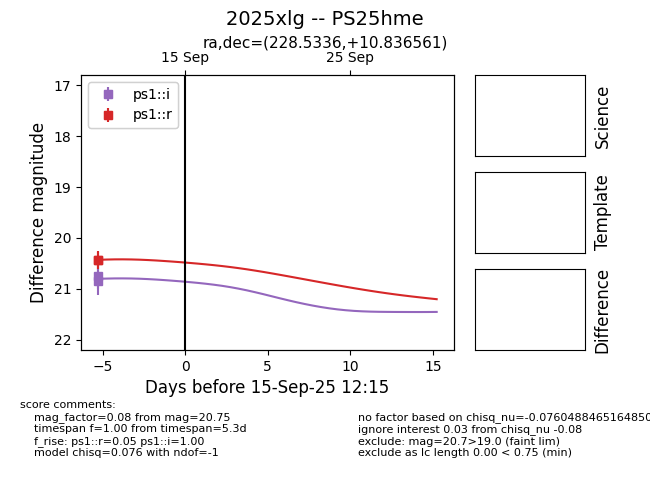 2025xlg -- PS25hme
ra,dec=(228.5336,+10.836561)
15 Sep 25 Sep
ps1::i
ps1::r
17
18
19
20
21
22
Difference magnitude
−5 0 5 10 15
Days before 15-Sep-25 12:15
Science
Template
Difference
score comments:
mag_factor=0.08 from mag=20.75
timespan f=1.00 from timespan=5.3d
f_rise: ps1::r=0.05 ps1::i=1.00
model chisq=0.076 with ndof=-1
no factor based on chisq_nu=-0.0760488465164850
ignore interest 0.03 from chisq_nu -0.08
exclude: mag=20.7>19.0 (faint lim)
exclude as lc length 0.00 < 0.75 (min)